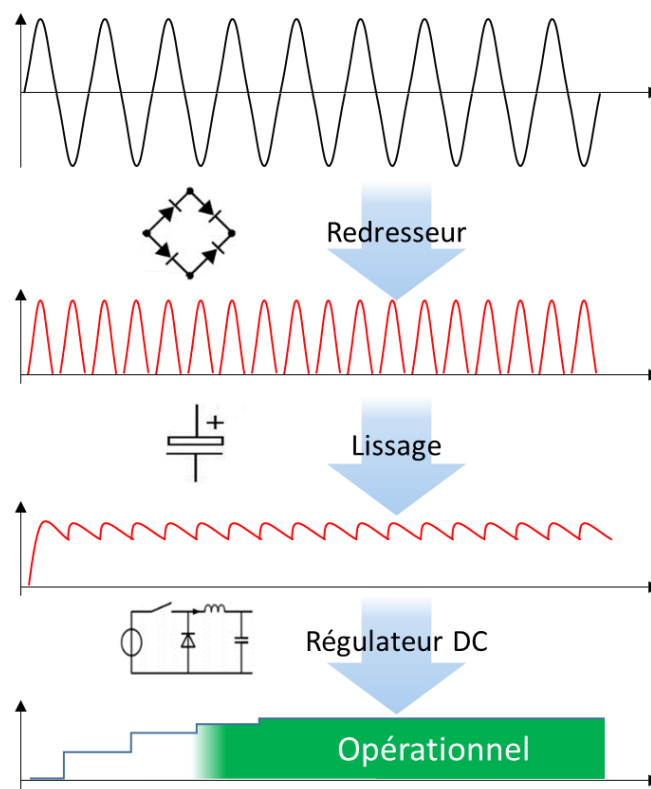 Redresseur
+
Lissage
Régulateur DC
Opérationnel